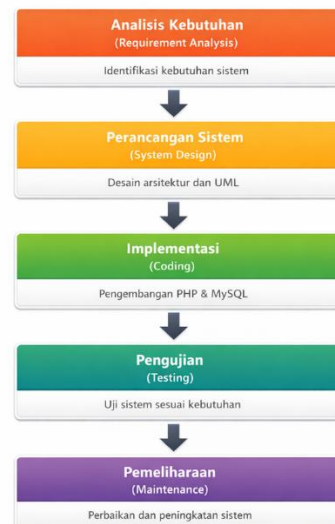 Analisis Kebutuhan
(Requirement Analysis)
Identifikasi kebutuhan sistem
Perancangan Sistem
(System Design)
Desain arsitektur dan UML
Implementasi
(Coding)
Pengembangan PHP & MySQL
Pengujian
(Testing)
Uji sistem sesuai kebutuhan
Pemeliharaan
(Maintenance)
Perbaikan dan peningkatan sistem